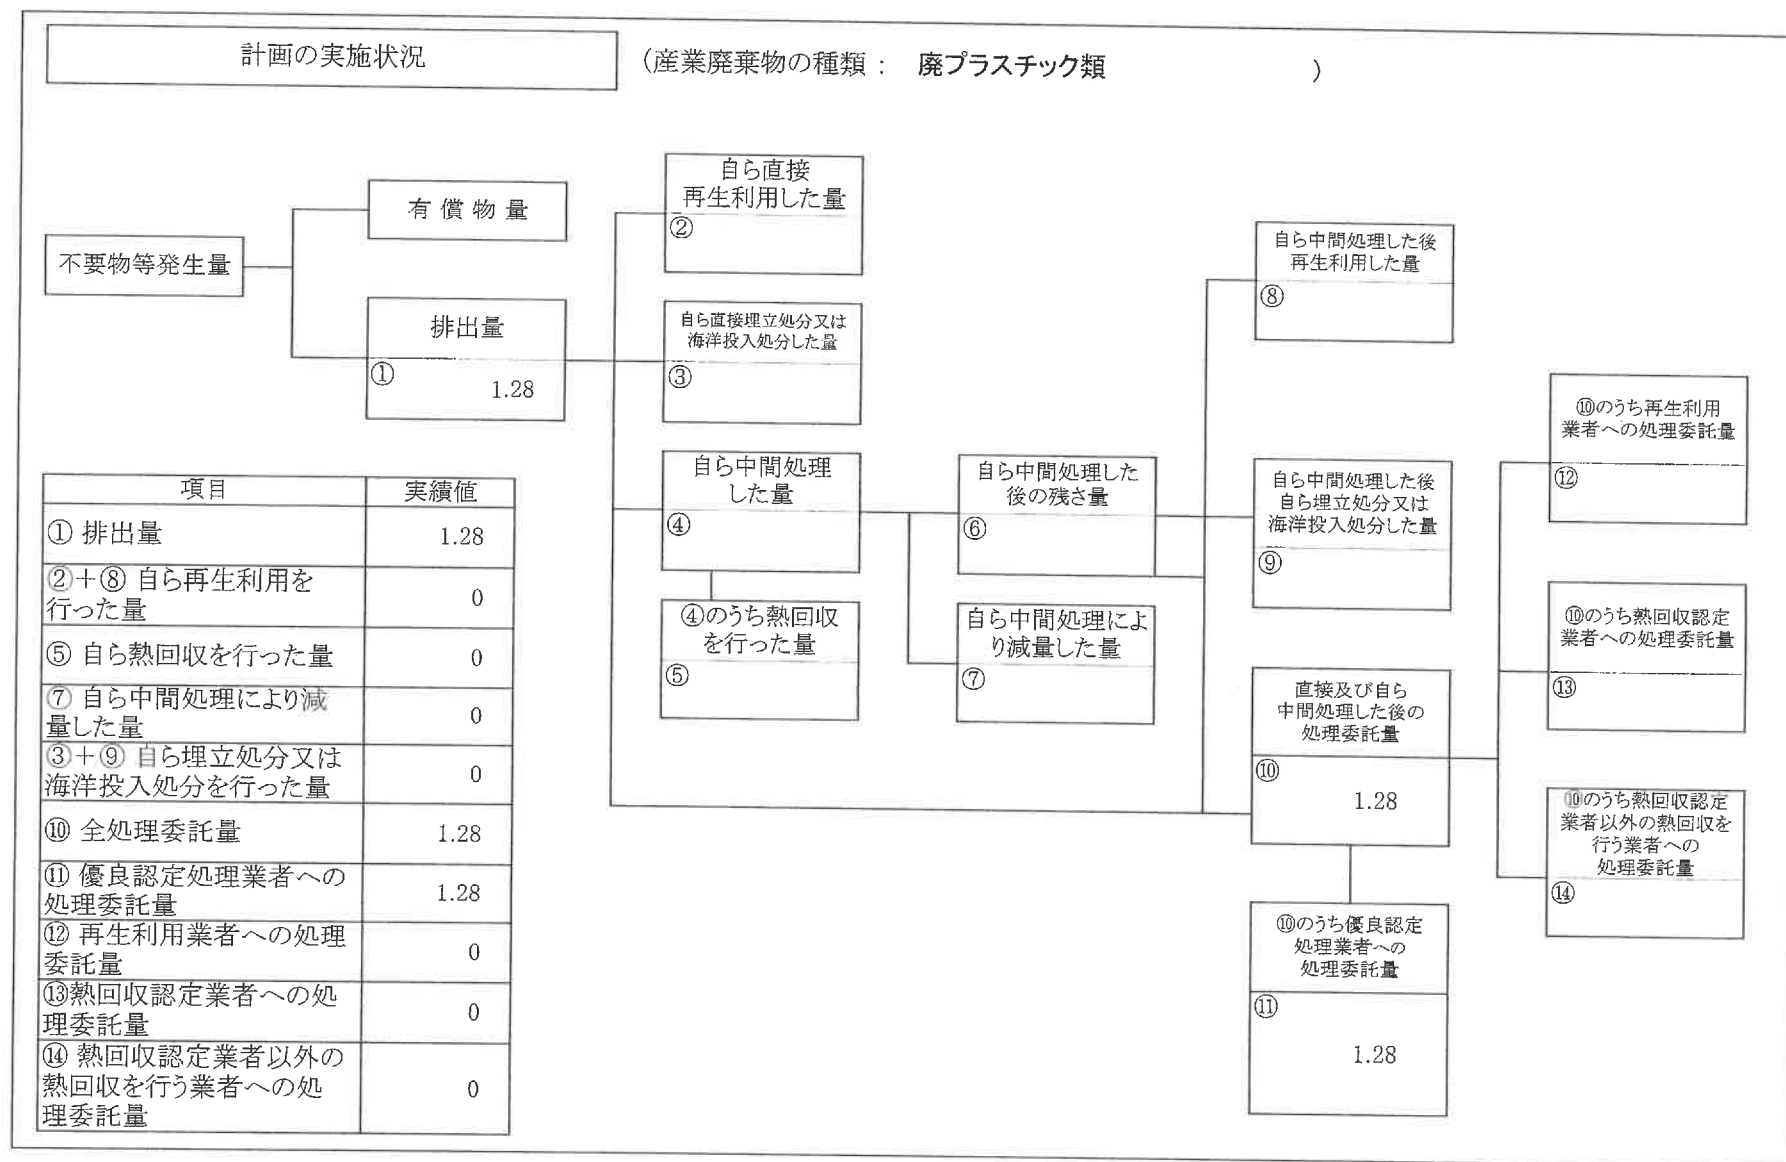 計画の実施状況
（産業廃棄物の種類： 廃プラスチック類 ）
不要物等発生量
有償物量
排出量
①
1.28
自ら直接
再生利用した量
②
自ら直接埋立処分又は
海洋投入処分した量
③
自ら中間処理
した量
④
④のうち熱回収
を行った量
⑤
自ら中間処理した
後の残さ量
⑥
自ら中間処理によ
り減量した量
⑦
自ら中間処理した後
再生利用した量
⑧
自ら中間処理した後
自ら埋立処分又は
海洋投入処分した量
⑨
直接及び自ら
中間処理した後の
処理委託量
⑩
1.28
⑩のうち優良認定
処理業者への
処理委託量
⑪
1.28
⑩のうち再生利用
業者への処理委託量
⑫
⑩のうち熱回収認定
業者への処理委託量
⑬
⑩のうち熱回収認定
業者以外の熱回収を
行う業者への
処理委託量
⑭
項目 実績値
① 排出量 1.28
②＋⑧ 自ら再生利用を
行った量 0
⑤ 自ら熱回収を行った量 0
⑦ 自ら中間処理により減
量した量 0
③＋⑨ 自ら埋立処分又は
海洋投入処分を行った量 0
⑩ 全処理委託量 1.28
⑪ 優良認定処理業者への
処理委託量 1.28
⑫ 再生利用業者への処理
委託量 0
⑬熱回収認定業者への処
理委託量 0
⑭ 熱回収認定業者以外の
熱回収を行う業者への処
理委託量 0